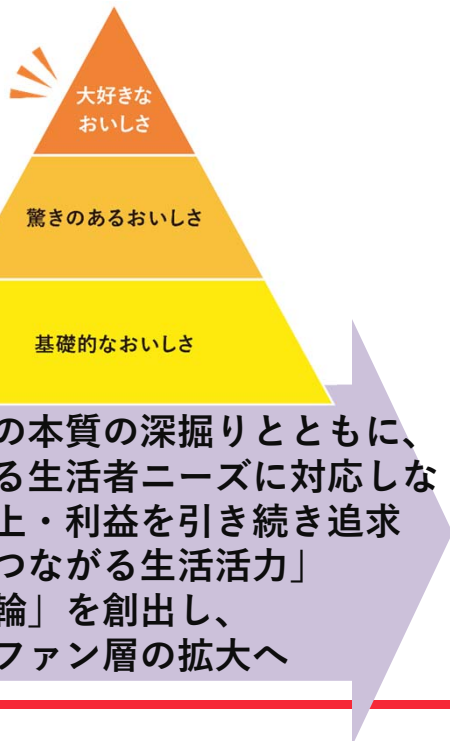 大好きな
おいしさ
驚きのあるおいしさ
基礎的なおいしさ
の本質の深掘りとともに、
る生活者ニーズに対応しな
上・利益を引き続き追求
つながる生活活力」
輪」を創出し、
ファン層の拡大へ